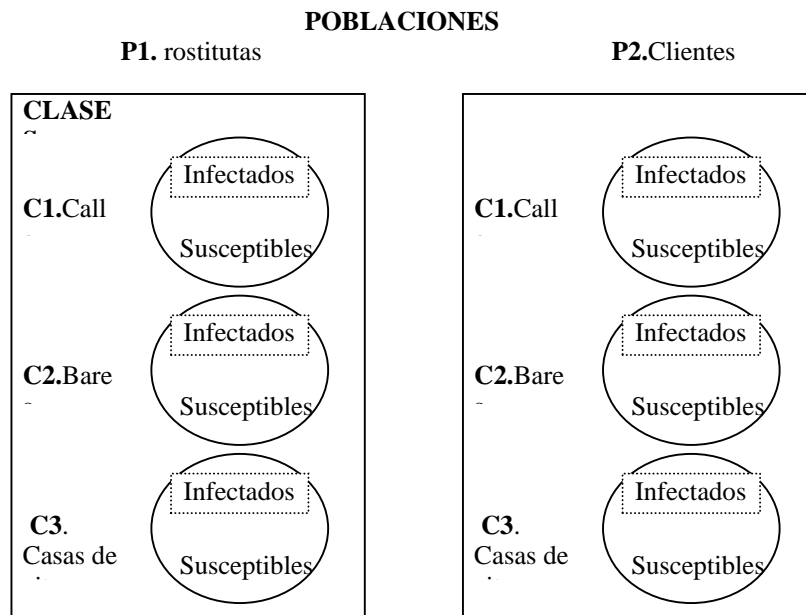 POBLACIONES
P1. rostitutas
P2.Clientes
CLASE
Infectados
C1.Call
Susceptibles
Infectados
C2.Bare
Susceptibles
Infectados
C3.
Casas de
Susceptibles
Infectados
C1.Call
Susceptibles
Infectados
C2.Bare
Susceptibles
Infectados
C3.
Casas de
Susceptibles